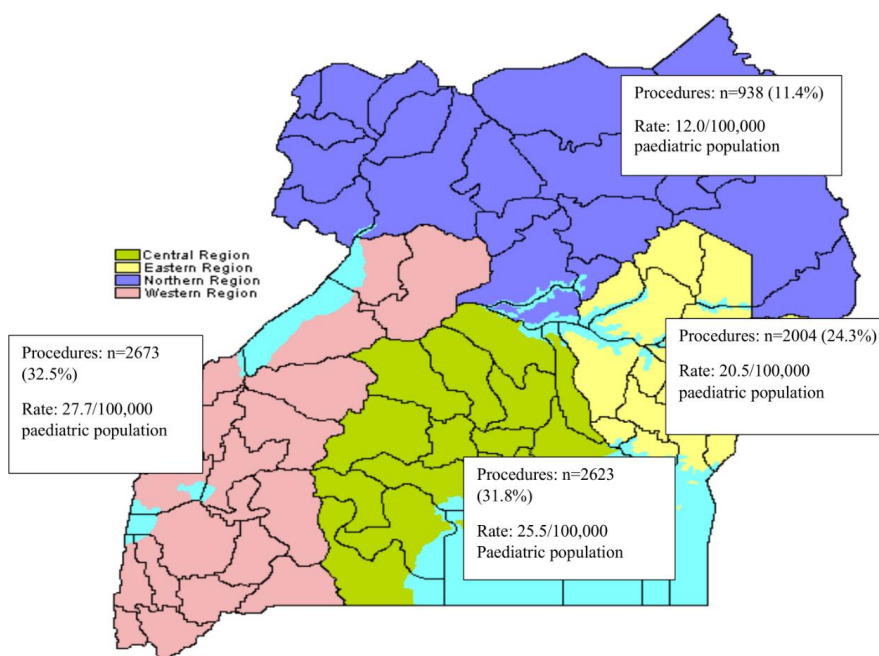 Procedures: n=938 (11.4%)
Rate: 12.0/100,000
paediatric population
Central Region
Eastern Region
Northern Region
Western Region
Procedures: n=2004 (24.3%)
Rate: 20.5/100,000
paediatric population
Procedures: n=2673
(32.5%)
Rate: 27.7/100,000
paediatric population
Procedures: n=2623
(31.8%)
Rate: 25.5/100,000
Paediatric population